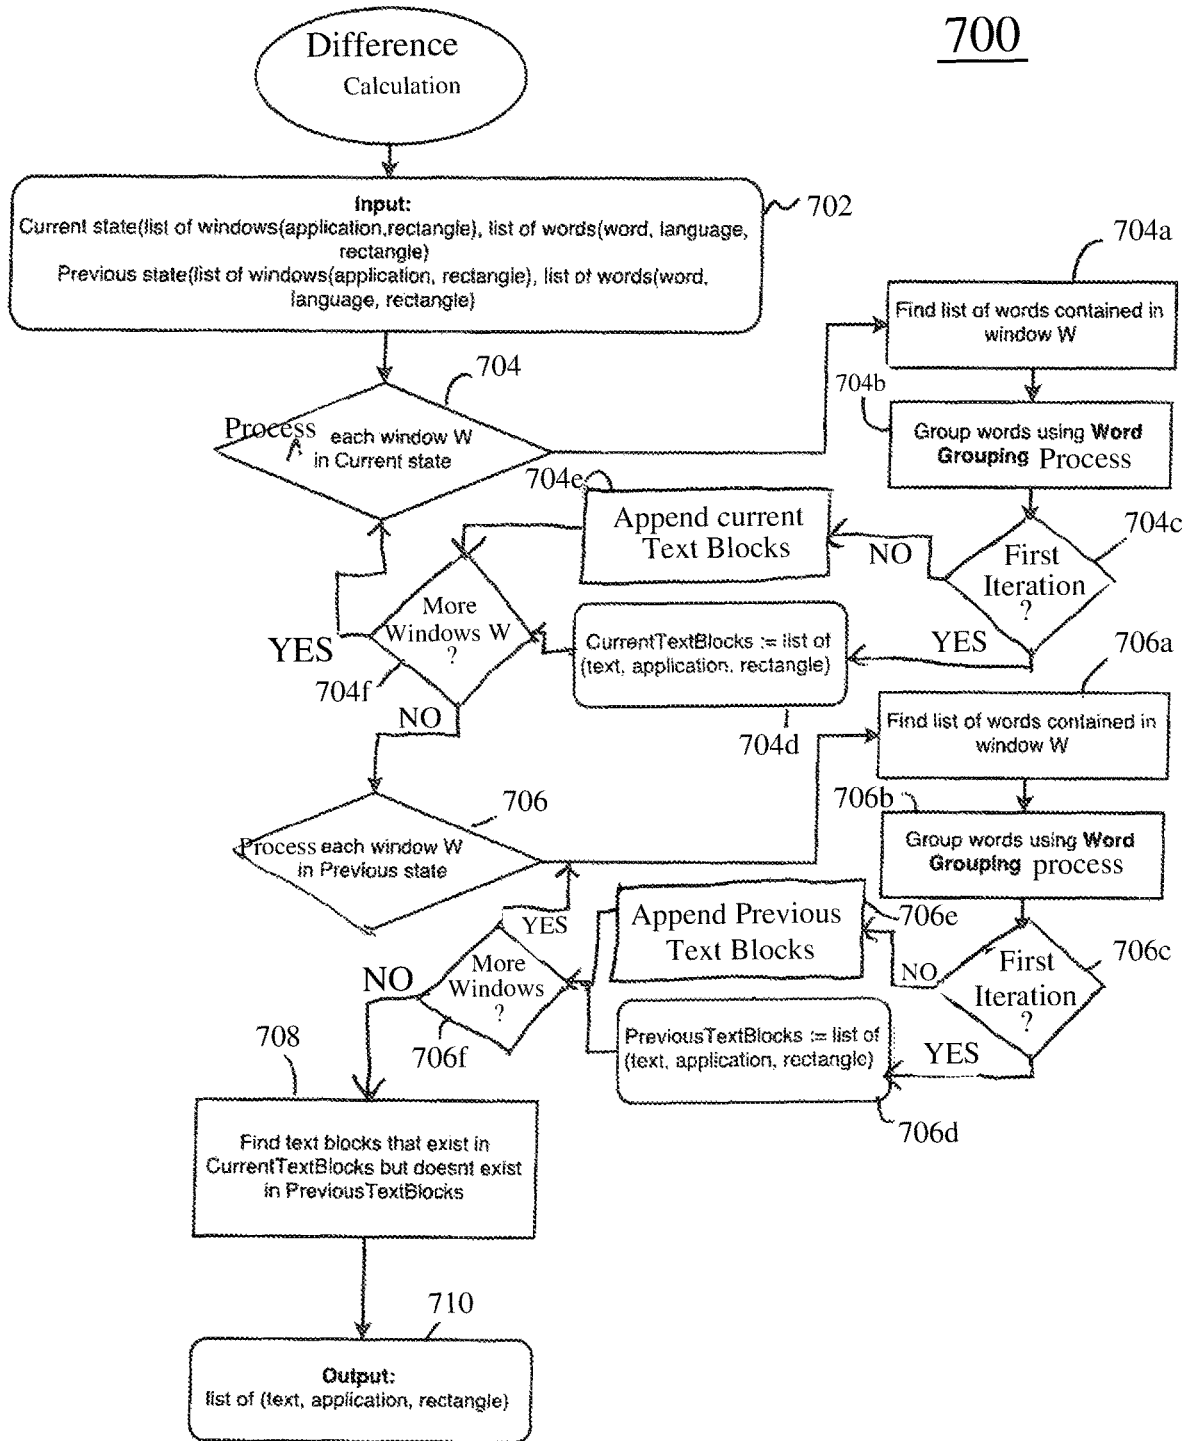 700
Difference
Calculation
Input:
Current state(list of windows(application,rectangle), list of words(word, language,
rectangle)
Previous state(list of windows(application, rectangle), list of words(word,
language, rectangle)
702
704
Process each window W
in Current state
704a
Find list of words contained in
window W
704b
Group words using Word
Grouping Process
704c
First
Iteration
?
NO
YES
704e
Append current
Text Blocks
CurrentTextBlocks := list of
(text, application, rectangle)
704d
More
Windows W
?
704f
YES
NO
706
Process each window W
in Previous state
706a
Find list of words contained in
window W
706b
Group words using Word
Grouping process
706c
First
Iteration
?
NO
YES
706e
Append Previous
Text Blocks
PreviousTextBlocks := list of
(text, application, rectangle)
706d
More
Windows
?
706f
YES
NO
708
Find text blocks that exist in
CurrentTextBlocks but doesnt exist
in PreviousTextBlocks
710
Output:
list of (text, application, rectangle)